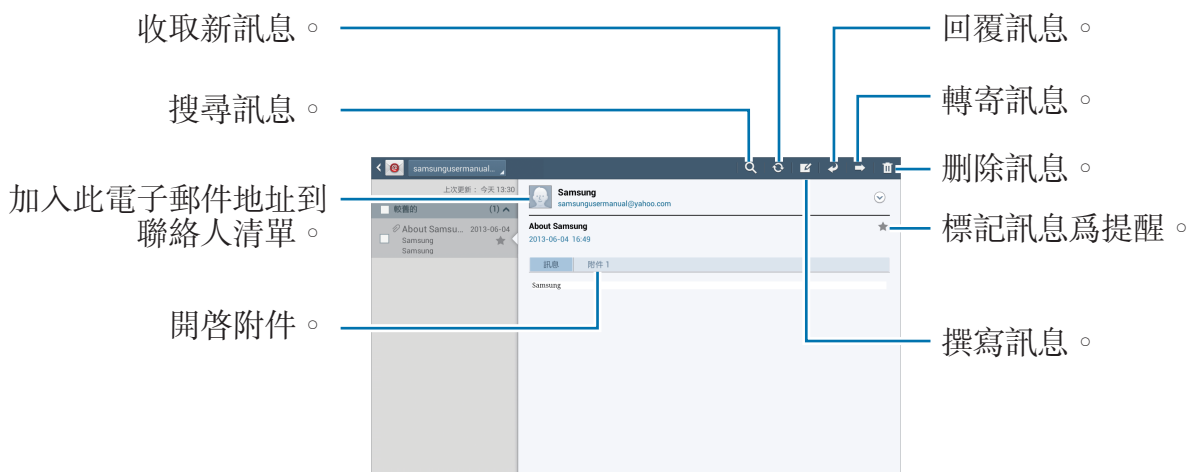 收取新訊息。
回覆訊息。
搜尋訊息。
轉寄訊息。
刪除訊息。
加入此電子郵件地址到
聯絡人清單。
標記訊息爲提醒。
開啓附件。
撰寫訊息。
samsungusermanual...
上次更新： 今天 13:30
較舊的 (1)
About Samsu... 2013-06-04
Samsung
Samsung
Samsung
samsungusermanual@yahoo.com
About Samsung
2013-06-04 16:49
訊息 附件 1
Samsung